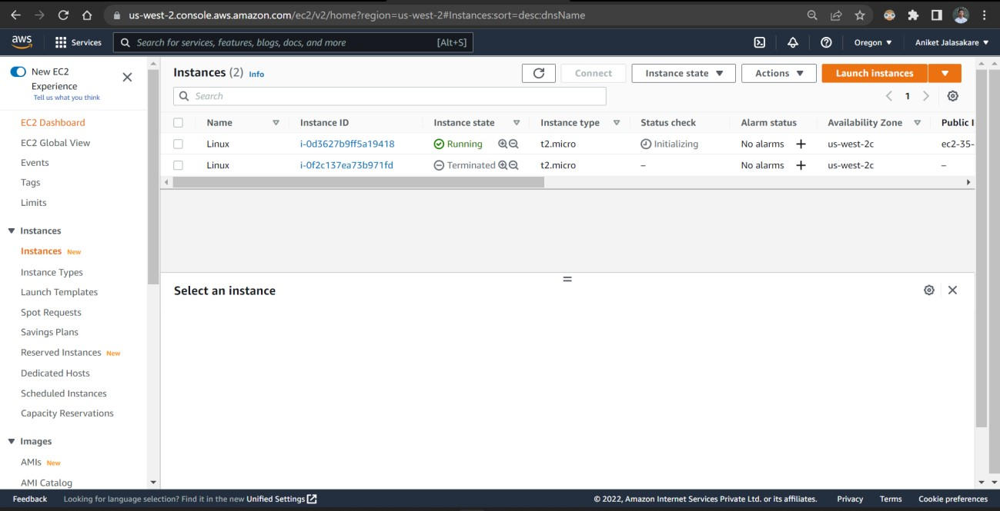 us-west-2.console.aws.amazon.com/ec2/v2/home?region=us-west-2#Instances:sort=desc:dnsName
aws Services Search for services, features, blogs, docs, and more [Alt+S] Oregon Aniket Jalasakare
New EC2
Experience
Tell us what you think
EC2 Dashboard
EC2 Global View
Events
Tags
Limits
Instances
Instances New
Instance Types
Launch Templates
Spot Requests
Savings Plans
Reserved Instances New
Dedicated Hosts
Scheduled Instances
Capacity Reservations
Images
AMIs New
AMI Catalog
Instances (2) Info Connect Instance state Actions Launch instances
Search 1
Name Instance ID Instance state Instance type Status check Alarm status Availability Zone Public I
Linux i-0d3627b9ff5a19418 Running t2.micro Initializing No alarms + us-west-2c ec2-35-
Linux i-0f2c137ea73b971fd Terminated t2.micro – No alarms + us-west-2c –
Select an instance
Feedback Looking for language selection? Find it in the new Unified Settings © 2022, Amazon Internet Services Private Ltd. or its affiliates. Privacy Terms Cookie preferences